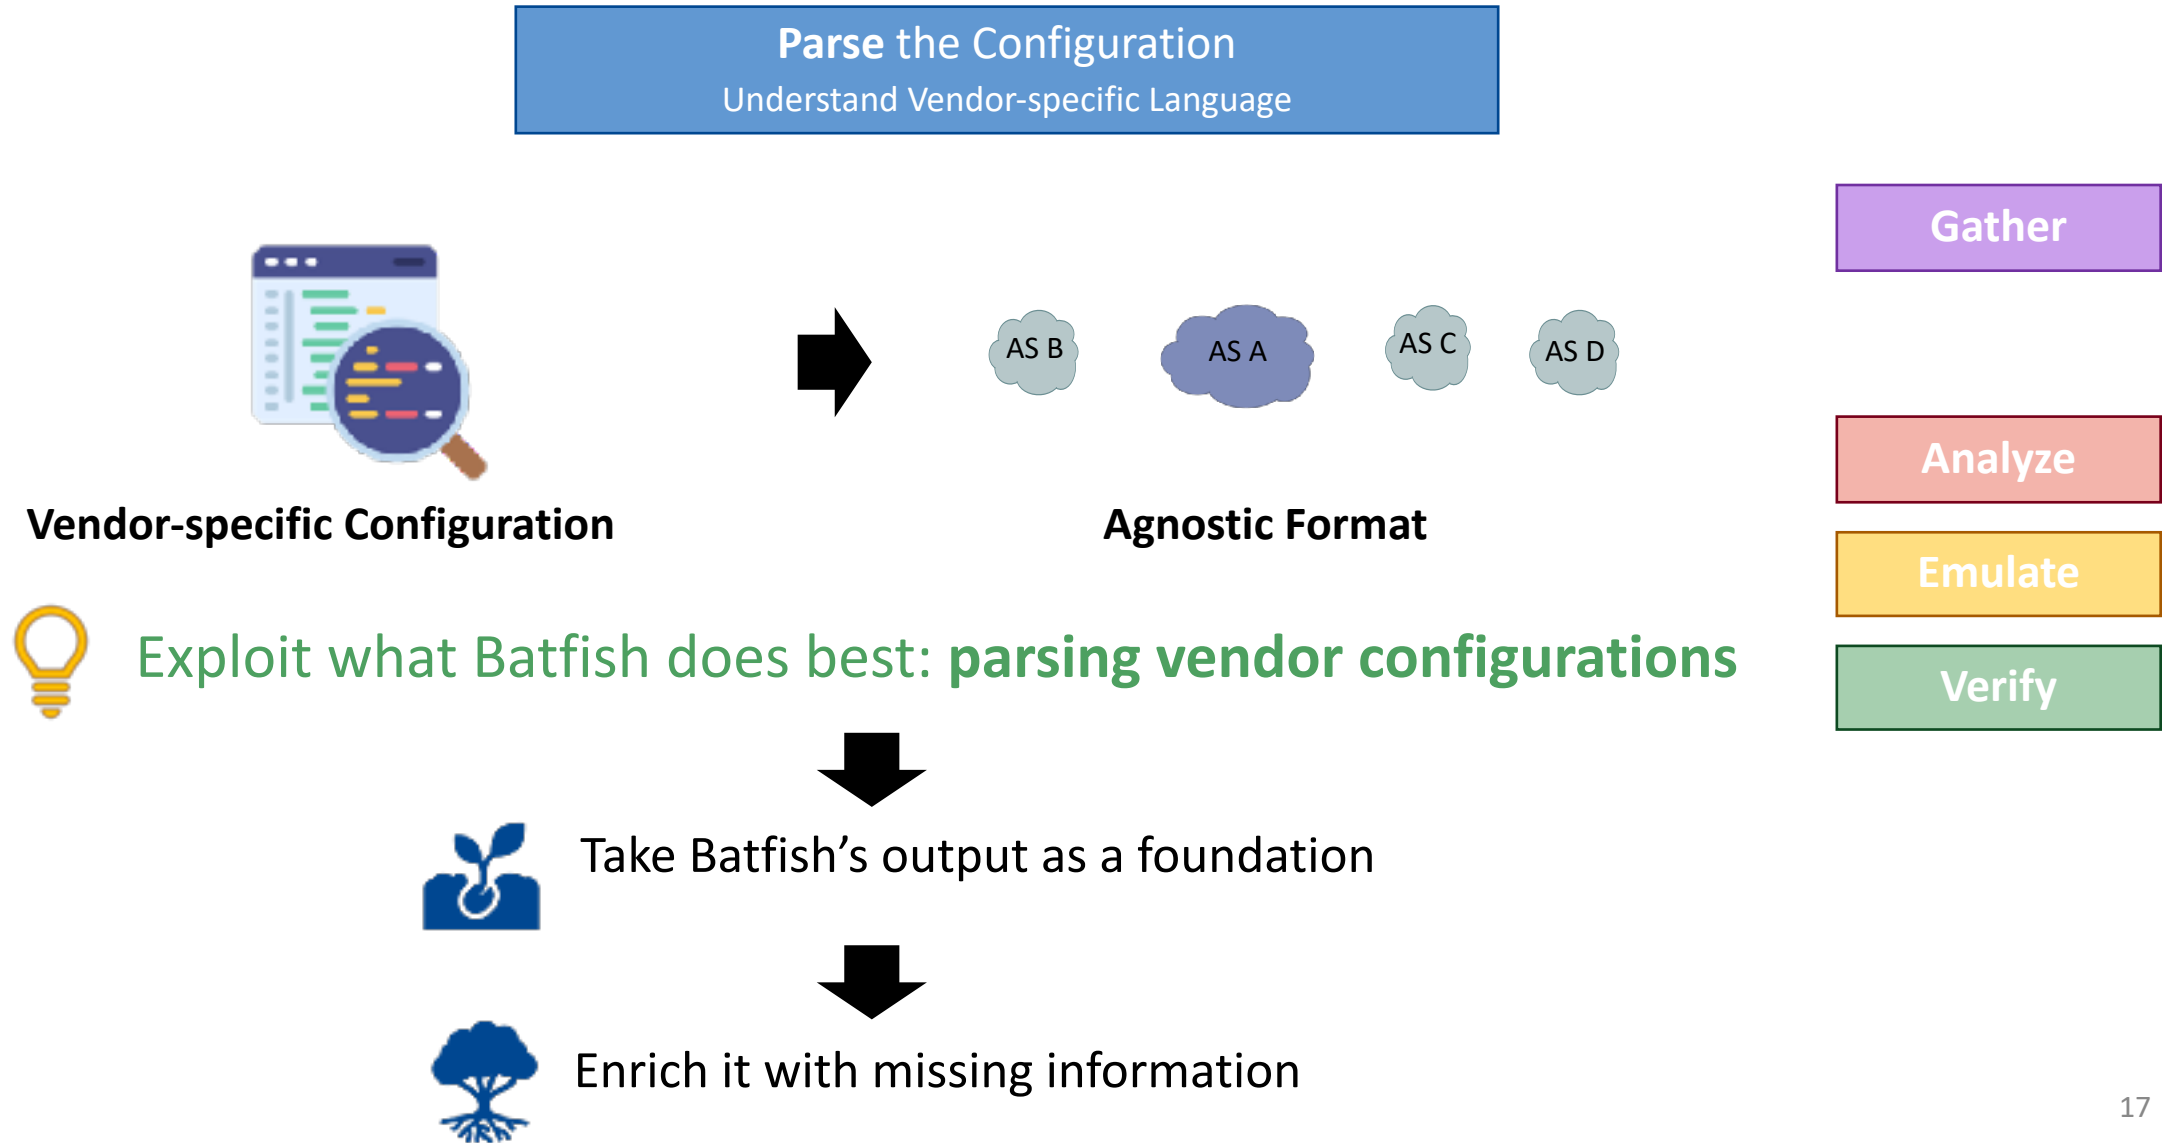 Parse the Configuration
Understand Vendor-specific Language
Gather
AS B
AS A
AS C
AS D
Analyze
Vendor-specific Configuration
Agnostic Format
Emulate
Exploit what Batfish does best: parsing vendor configurations
Verify
Take Batfish’s output as a foundation
Enrich it with missing information
17